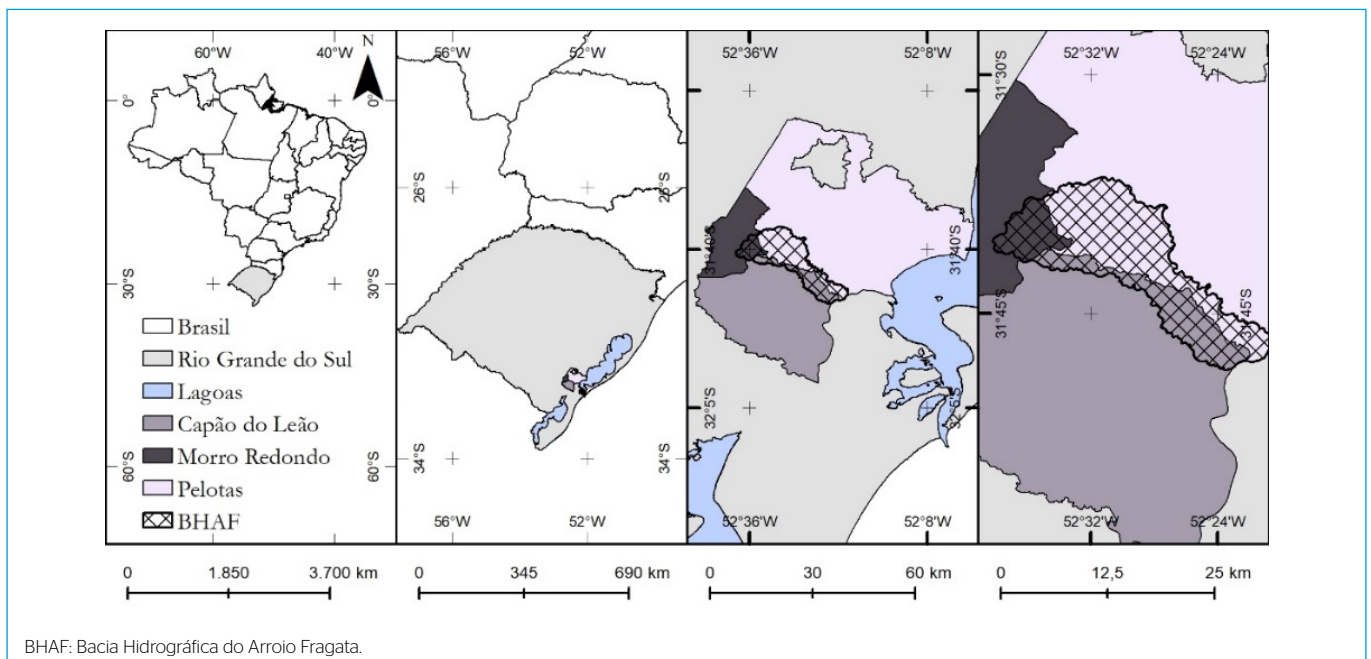 60°W 40°W
N
0° 0°
30°S 30°S
60°S 60°S
Brasil
Rio Grande do Sul
Lagoas
Capão do Leão
Morro Redondo
Pelotas
BHAF
0 1.850 3.700 km
56°W 52°W
26°S 26°S
34°S 34°S
56°W 52°W
0 345 690 km
52°36'W 52°8'W
31°40'S 31°40'S
32°5'S 32°5'S
52°36'W 52°8'W
0 30 60 km
52°32'W 52°24'W
31°30'S
31°45'S 31°45'S
52°32'W 52°24'W
0 12,5 25 km
BHAF: Bacia Hidrográfica do Arroio Fragata.